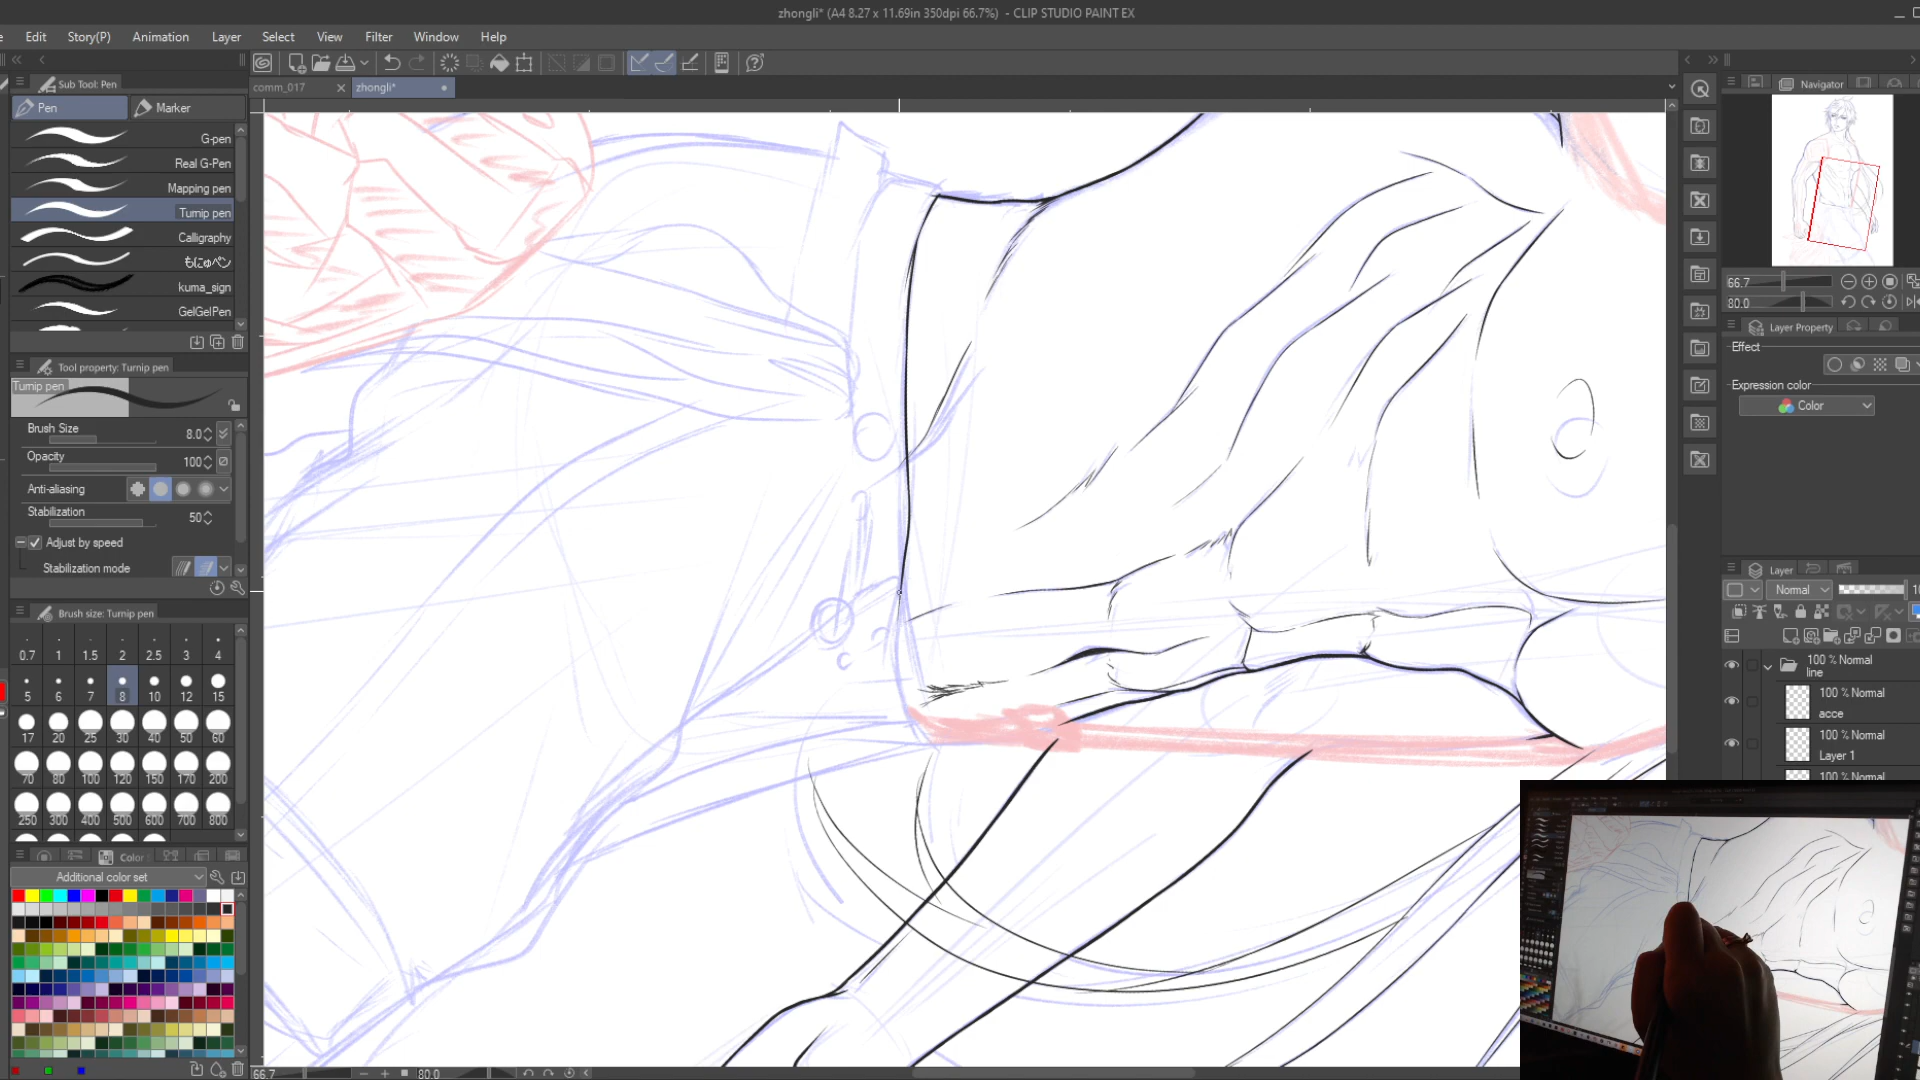 zhongli* (A4 8.27 x 11.69in 350dpi 66.7%) - CLIP STUDIO PAINT EX
Edit Story(P) Animation Layer Select View Filter Window Help
Sub Tool: Pen
Pen Marker
comm_017 zhongli*
G-pen
Real G-Pen
Mapping pen
Turnip pen
Calligraphy
もにゅペン
kuma_sign
GelGelPen
Tool property: Turnip pen
Turnip pen
Brush Size 8.0
Opacity 100
Anti-aliasing
Stabilization 50
Adjust by speed
Stabilization mode
Brush size: Turnip pen
0.7 1 1.5 2 2.5 3 4
5 6 7 8 10 12 15
17 20 25 30 40 50 60
70 80 100 120 150 170 200
250 300 400 500 600 700 800
Color
Additional color set
66.7 80.0
Navigator
66.7
80.0
Layer Property
Effect
Expression color
Color
Layer
Normal
100 % Normal
line
100 % Normal
acce
100 % Normal
Layer 1
100 % Normal